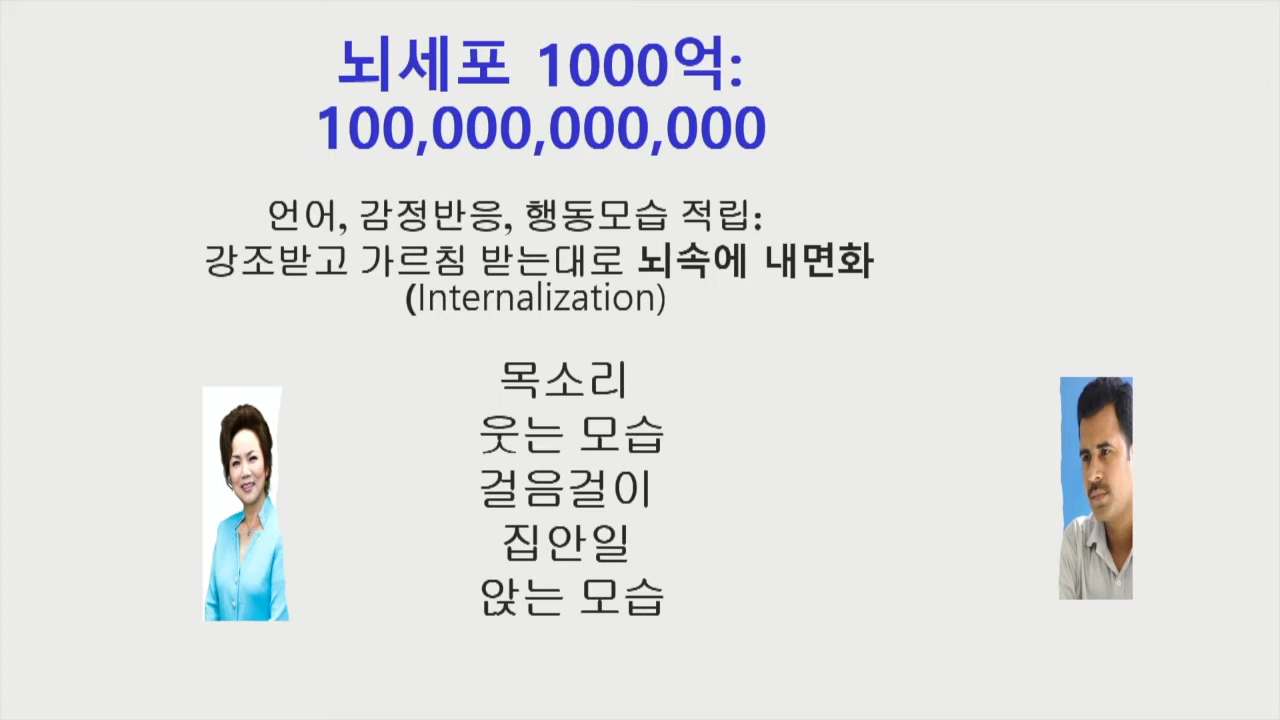 뇌세포 1000억:
100,000,000,000
언어, 감정반응, 행동모습 적립:
강조받고 가르침 받는대로 뇌속에 내면화
(Internalization)
목소리
웃는 모습
걸음걸이
집안일
앉는 모습